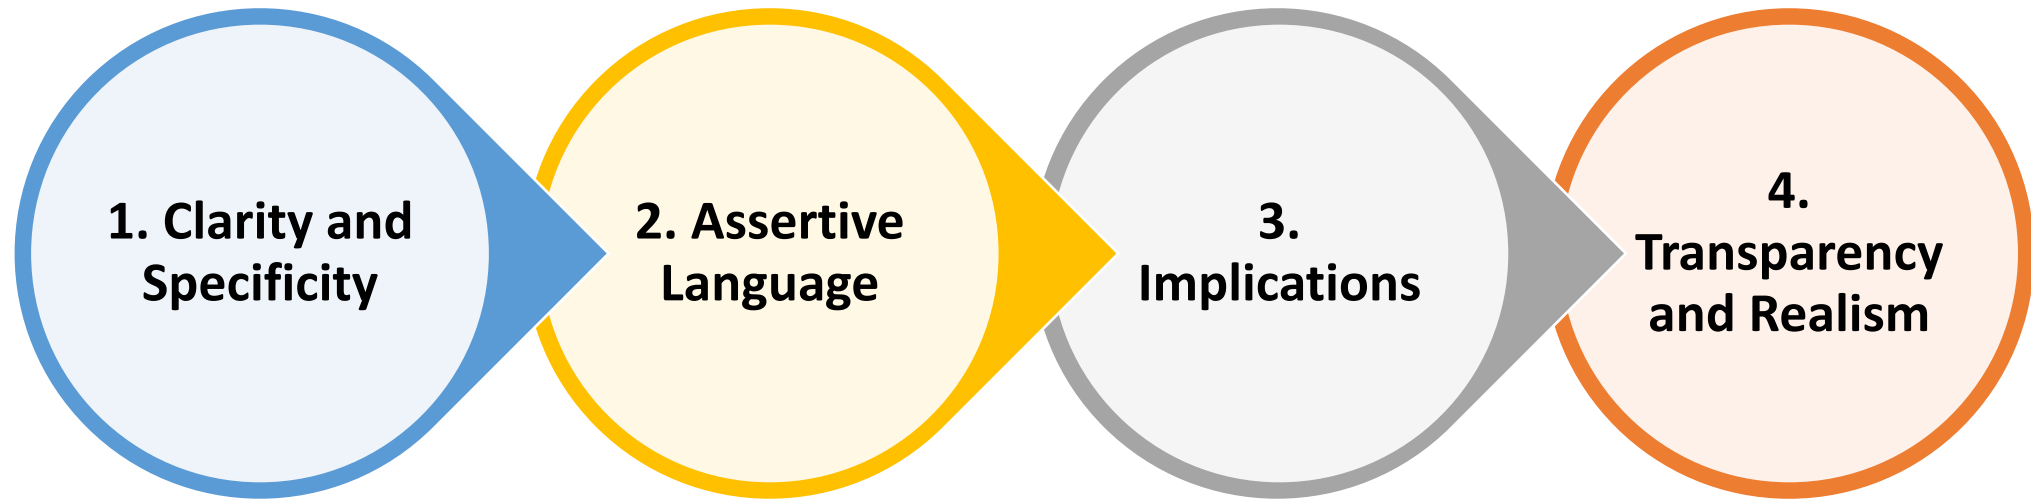 1. Clarity and
Specificity
2. Assertive
Language
3.
Implications
4.
Transparency
and Realism